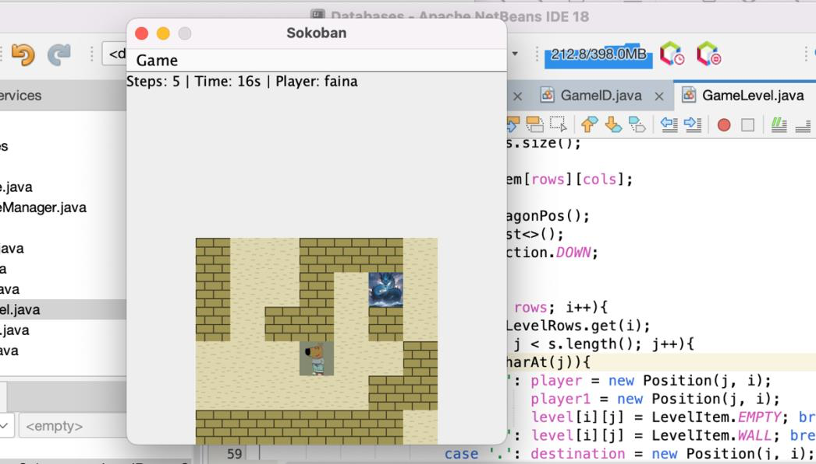 Databases - Apache NetBeans IDE 18
Sokoban
Game
Steps: 5 | Time: 16s | Player: faina
<d
212.8/398.0MB
ervices
GameID.java
GameLevel.java
s
e.java
eManager.java
ava
a
ava
el.java
.java
ava
<empty>
s.size();
em[rows][cols];
agonPos();
st<>();
ction.DOWN;
rows; i++){
LevelRows.get(i);
j < s.length(); j++){
harAt(j)){
': player = new Position(j, i);
player1 = new Position(j, i);
level[i][j] = LevelItem.EMPTY; br
': level[i][j] = LevelItem.WALL; bre
59
case '.': destination = new Position(